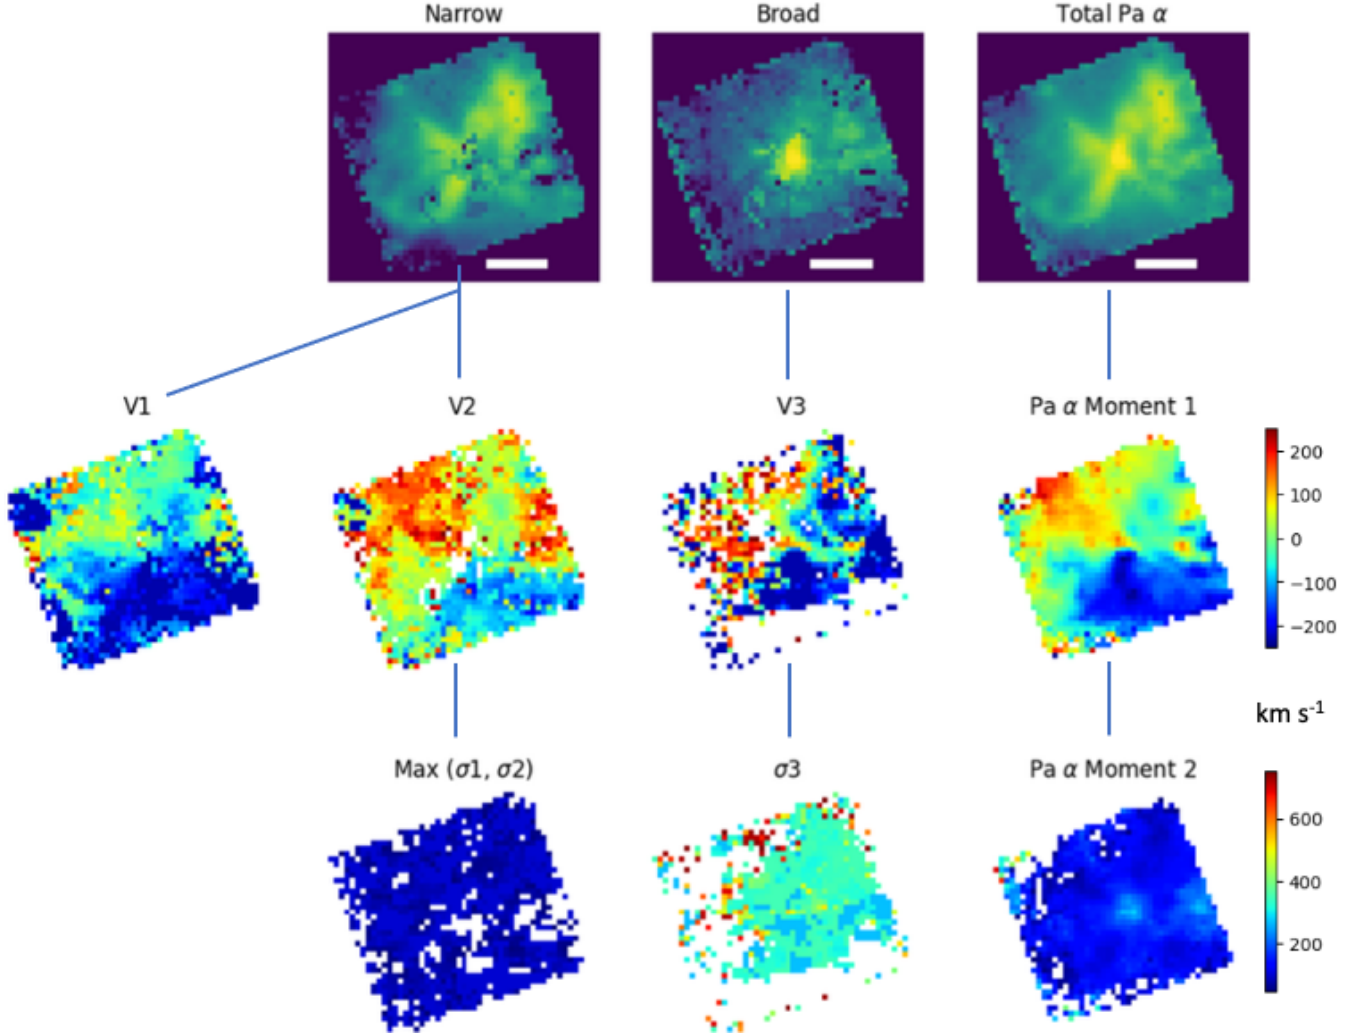 Narrow Broad Total Pa α
V1 V2 V3 Pa α Moment 1
200
100
0
−100
−200
km s-1
Max (σ1, σ2) σ3 Pa α Moment 2
600
400
200